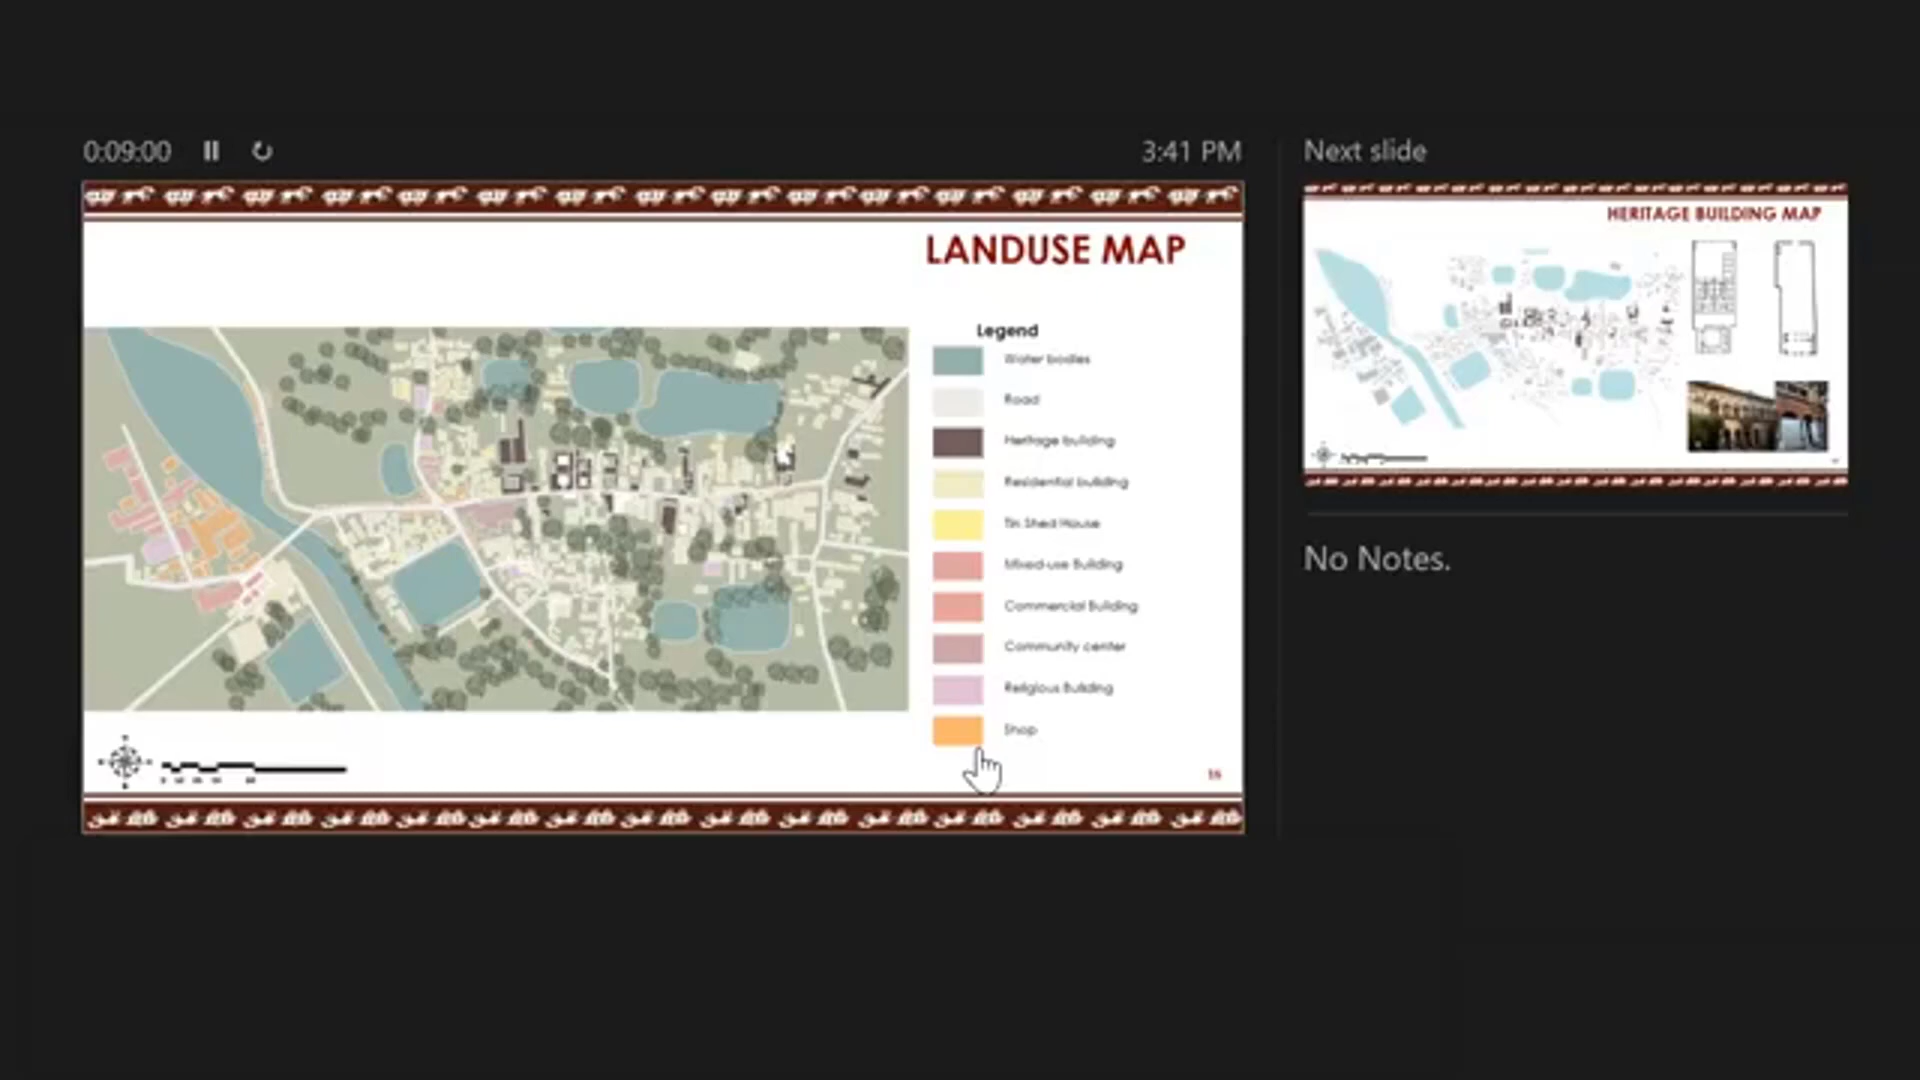 0:09:00
3:41 PM
Next slide
LANDUSE MAP
Legend
Water bodies
Road
Heritage building
Residential building
Tin Shed House
Mixed-use Building
Commercial Building
Community center
Religious Building
Shop
16
HERITAGE BUILDING MAP
No Notes.